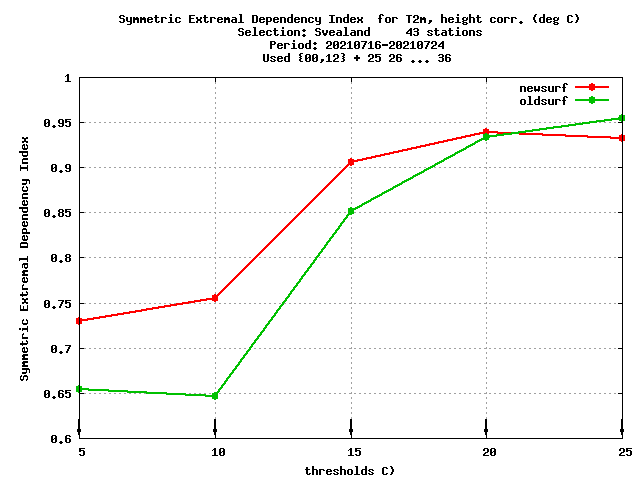 Symmetric Extremal Dependency Index  for T2m, height corr. (deg C)
Selection: Svealand     43 stations
Period: 20210716-20210724
Used {00,12} + 25 26 ... 36
newsurf
oldsurf
Symmetric Extremal Dependency Index
1
0.95
0.9
0.85
0.8
0.75
0.7
0.65
0.6
5 10 15 20 25
thresholds C)